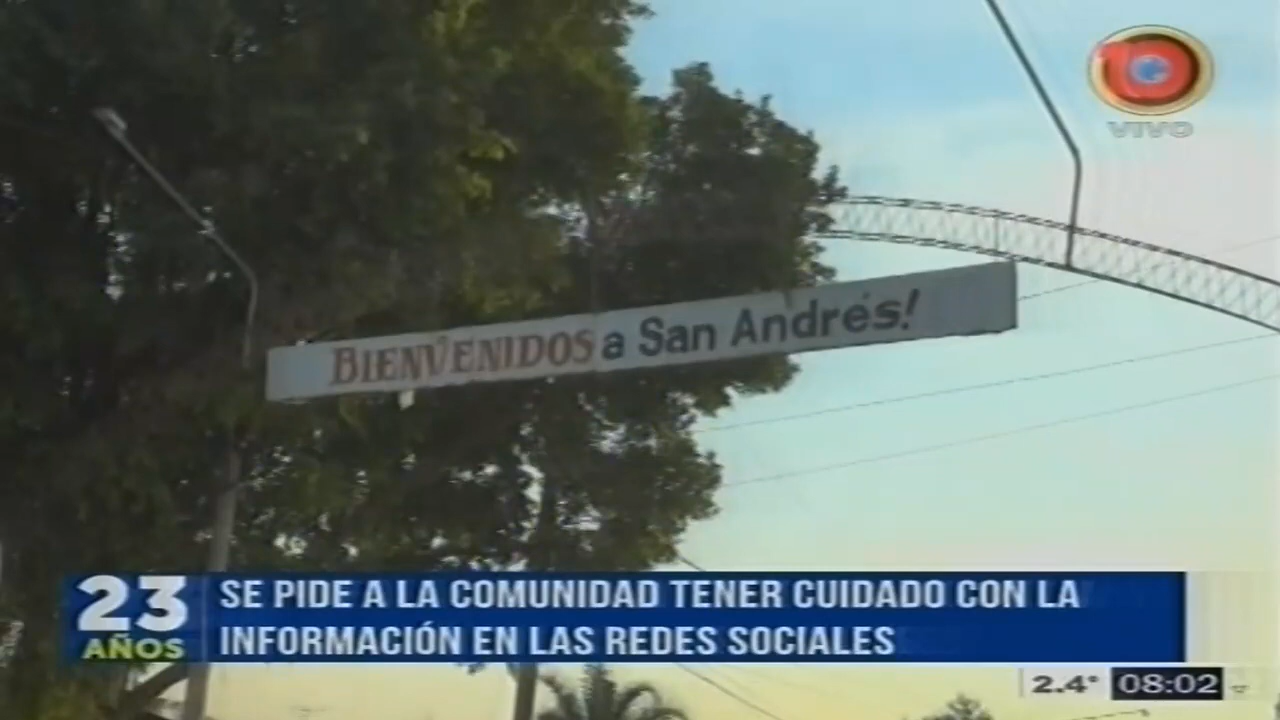 VIVO
BIENVENIDOS a San Andrés!
23
AÑOS
SE PIDE A LA COMUNIDAD TENER CUIDADO CON LA
INFORMACIÓN EN LAS REDES SOCIALES
2.4° 08:02